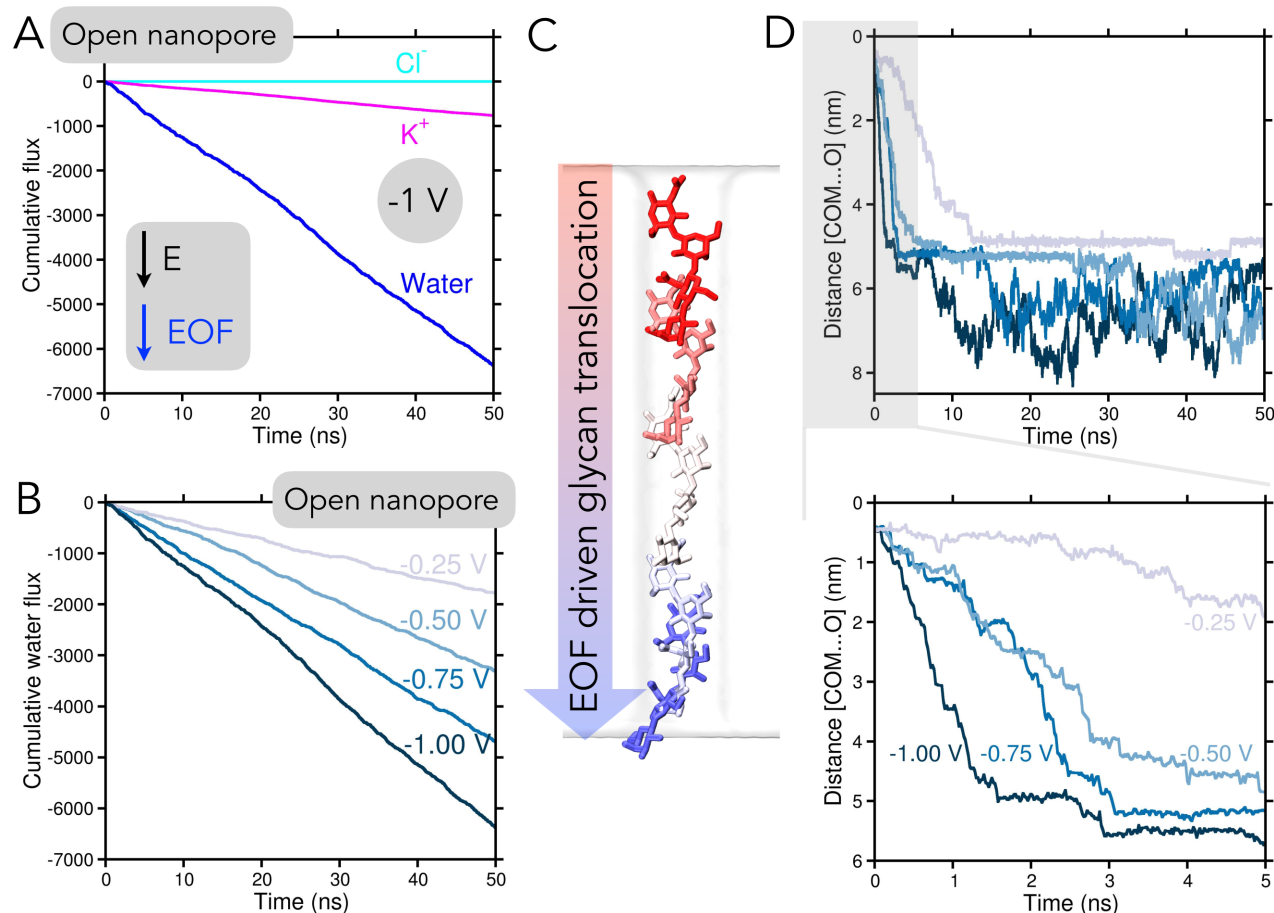 A
Open nanopore
Cl⁻
K⁺
-1 V
E
EOF
Water
0
-1000
-2000
-3000
-4000
-5000
-6000
-7000
0 10 20 30 40 50
Cumulative flux
Time (ns)
B
Open nanopore
-0.25 V
-0.50 V
-0.75 V
-1.00 V
0
-1000
-2000
-3000
-4000
-5000
-6000
-7000
0 10 20 30 40 50
Cumulative water flux
Time (ns)
C
EOF driven glycan translocation
D
0
2
4
6
8
0 10 20 30 40 50
Distance [COM...O] (nm)
Time (ns)
0
1
2
3
4
5
6
-0.25 V
-1.00 V -0.75 V -0.50 V
0 1 2 3 4 5
Distance [COM...O] (nm)
Time (ns)